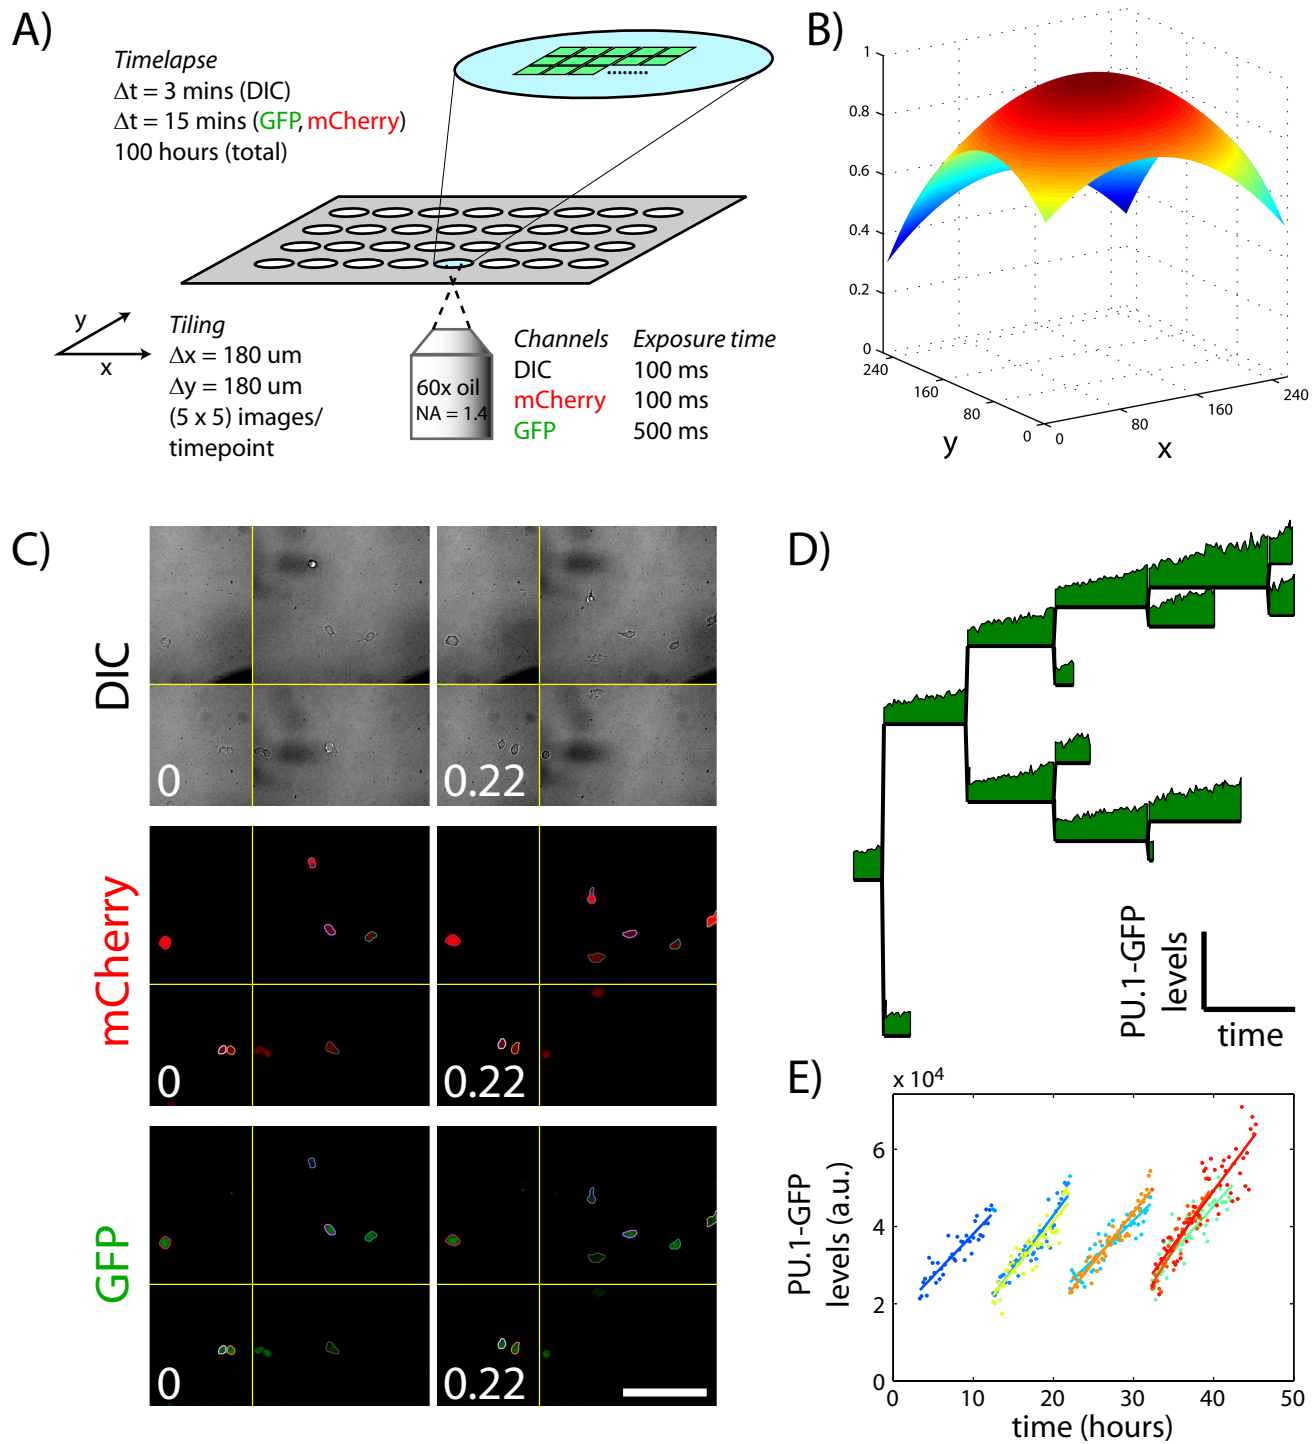 A)
Timelapse
Δt = 3 mins (DIC)
Δt = 15 mins (GFP, mCherry)
100 hours (total)
y
x
Tiling
Δx = 180 um
Δy = 180 um
(5 x 5) images/
timepoint
60x oil
NA = 1.4
Channels Exposure time
DIC 100 ms
mCherry 100 ms
GFP 500 ms
B)
1
0.8
0.6
0.4
0.2
0
240
160
80
0
0
80
160
240
y
x
C)
DIC
0
0.22
mCherry
0
0.22
GFP
0
0.22
D)
PU.1-GFP
levels
time
E)
x 10⁴
6
4
2
0
0 10 20 30 40 50
PU.1-GFP
levels (a.u.)
time (hours)